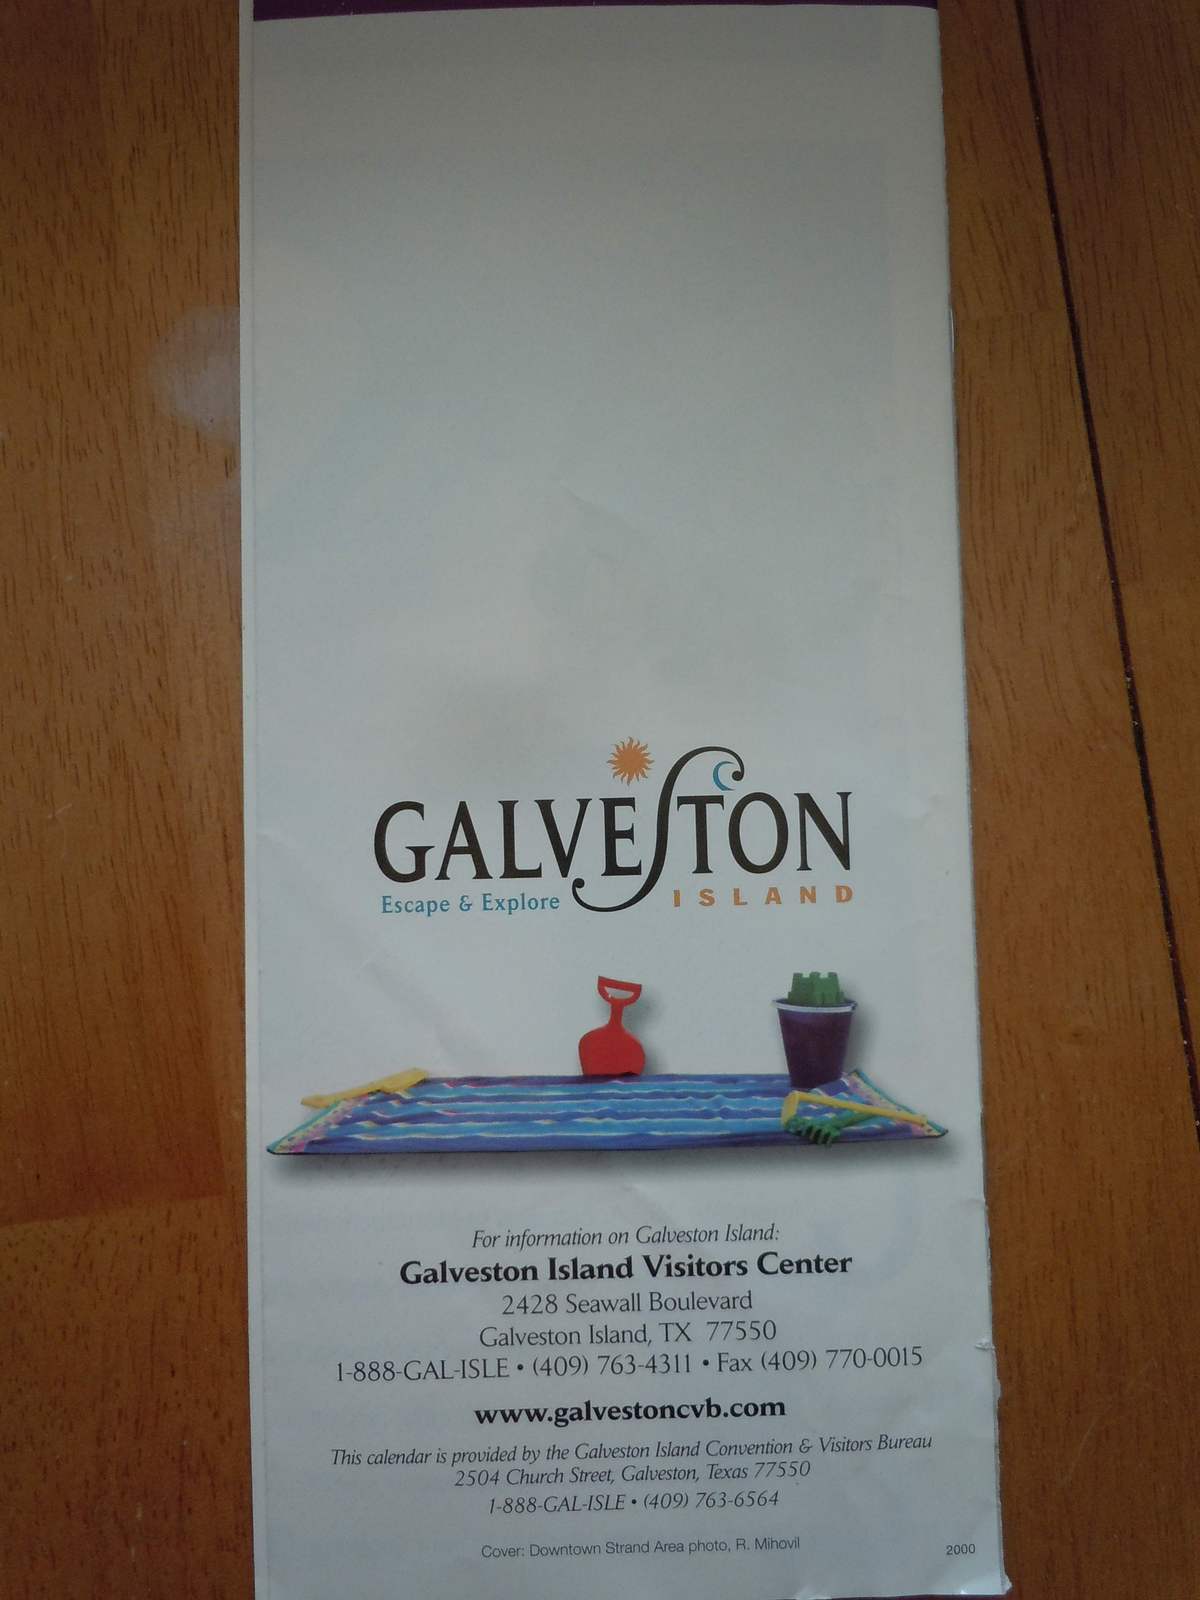 GALVESTON
Escape & Explore
ISLAND
For information on Galveston Island:
Galveston Island Visitors Center
2428 Seawall Boulevard
Galveston Island, TX 77550
1-888-GAL-ISLE • (409) 763-4311 • Fax (409) 770-0015
www.galvestoncvb.com
This calendar is provided by the Galveston Island Convention & Visitors Bureau
2504 Church Street, Galveston, Texas 77550
1-888-GAL-ISLE • (409) 763-6564
Cover: Downtown Strand Area photo, R. Mihovil
2000